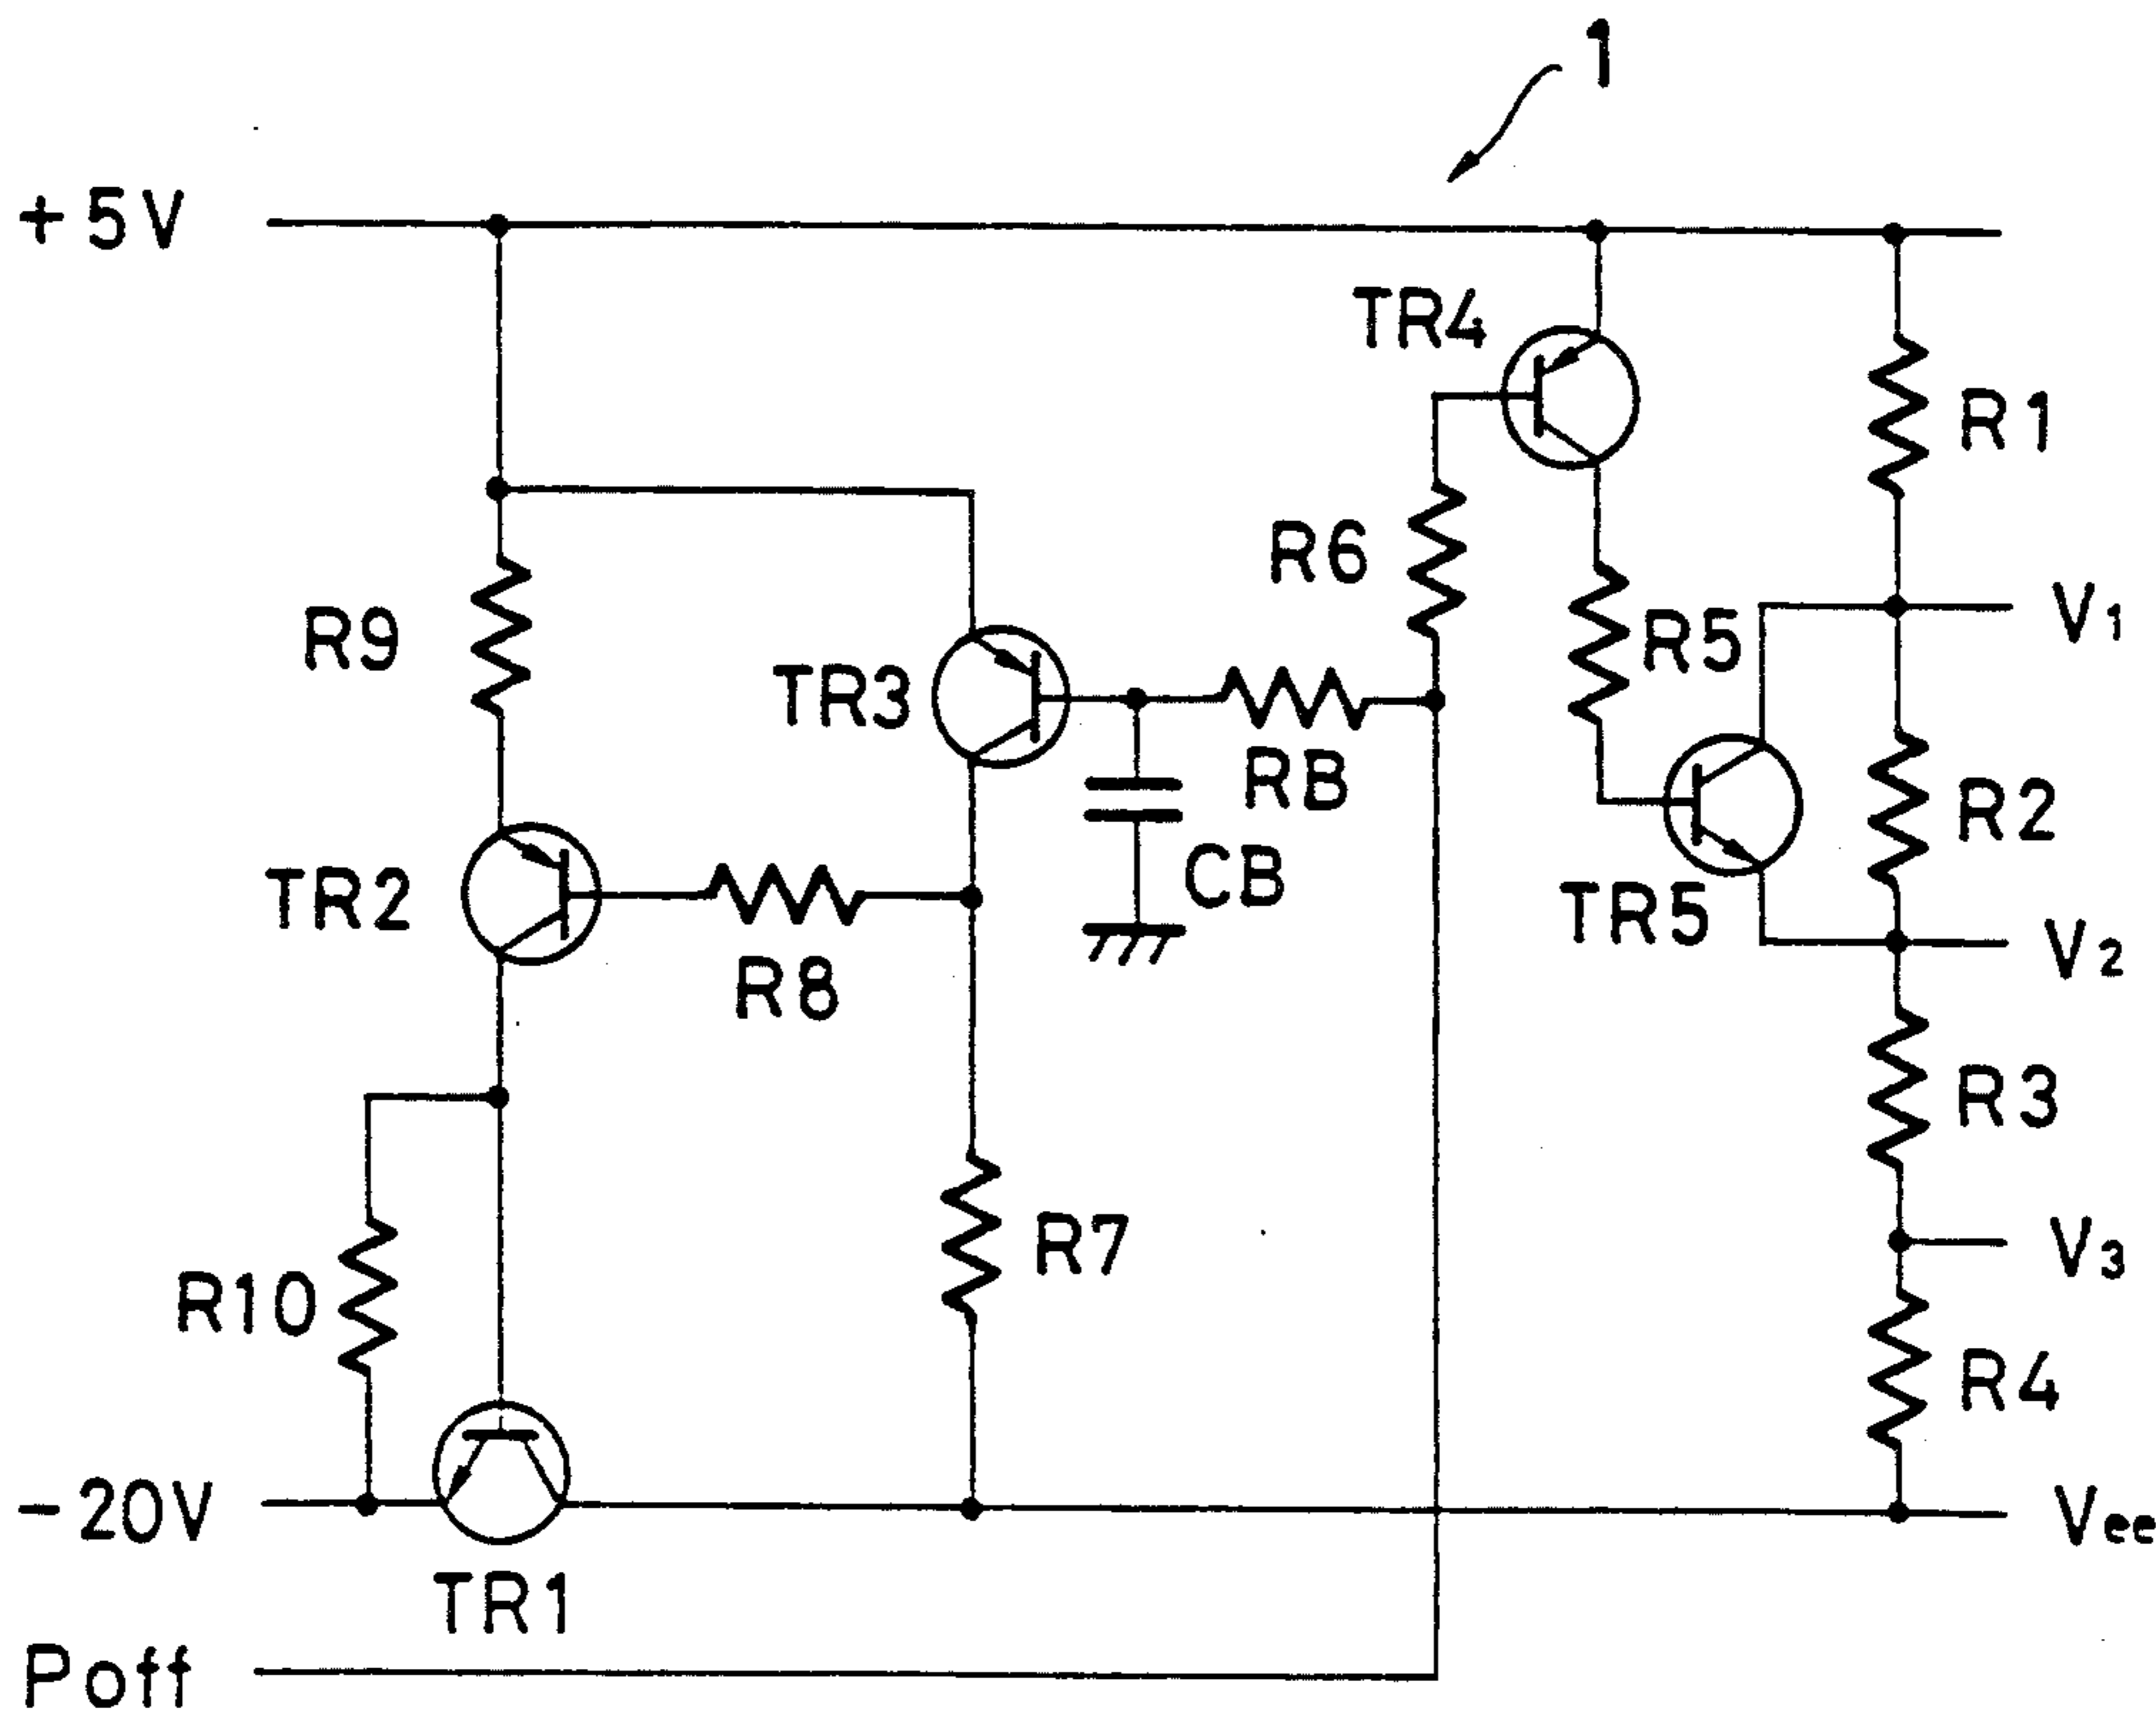 1
+5V
TR4
R1
R6
R9
R5
V1
TR3
RB
R2
CB
TR2
TR5
V2
R8
R3
R7
V3
R10
R4
-20V
Vee
TR1
Poff